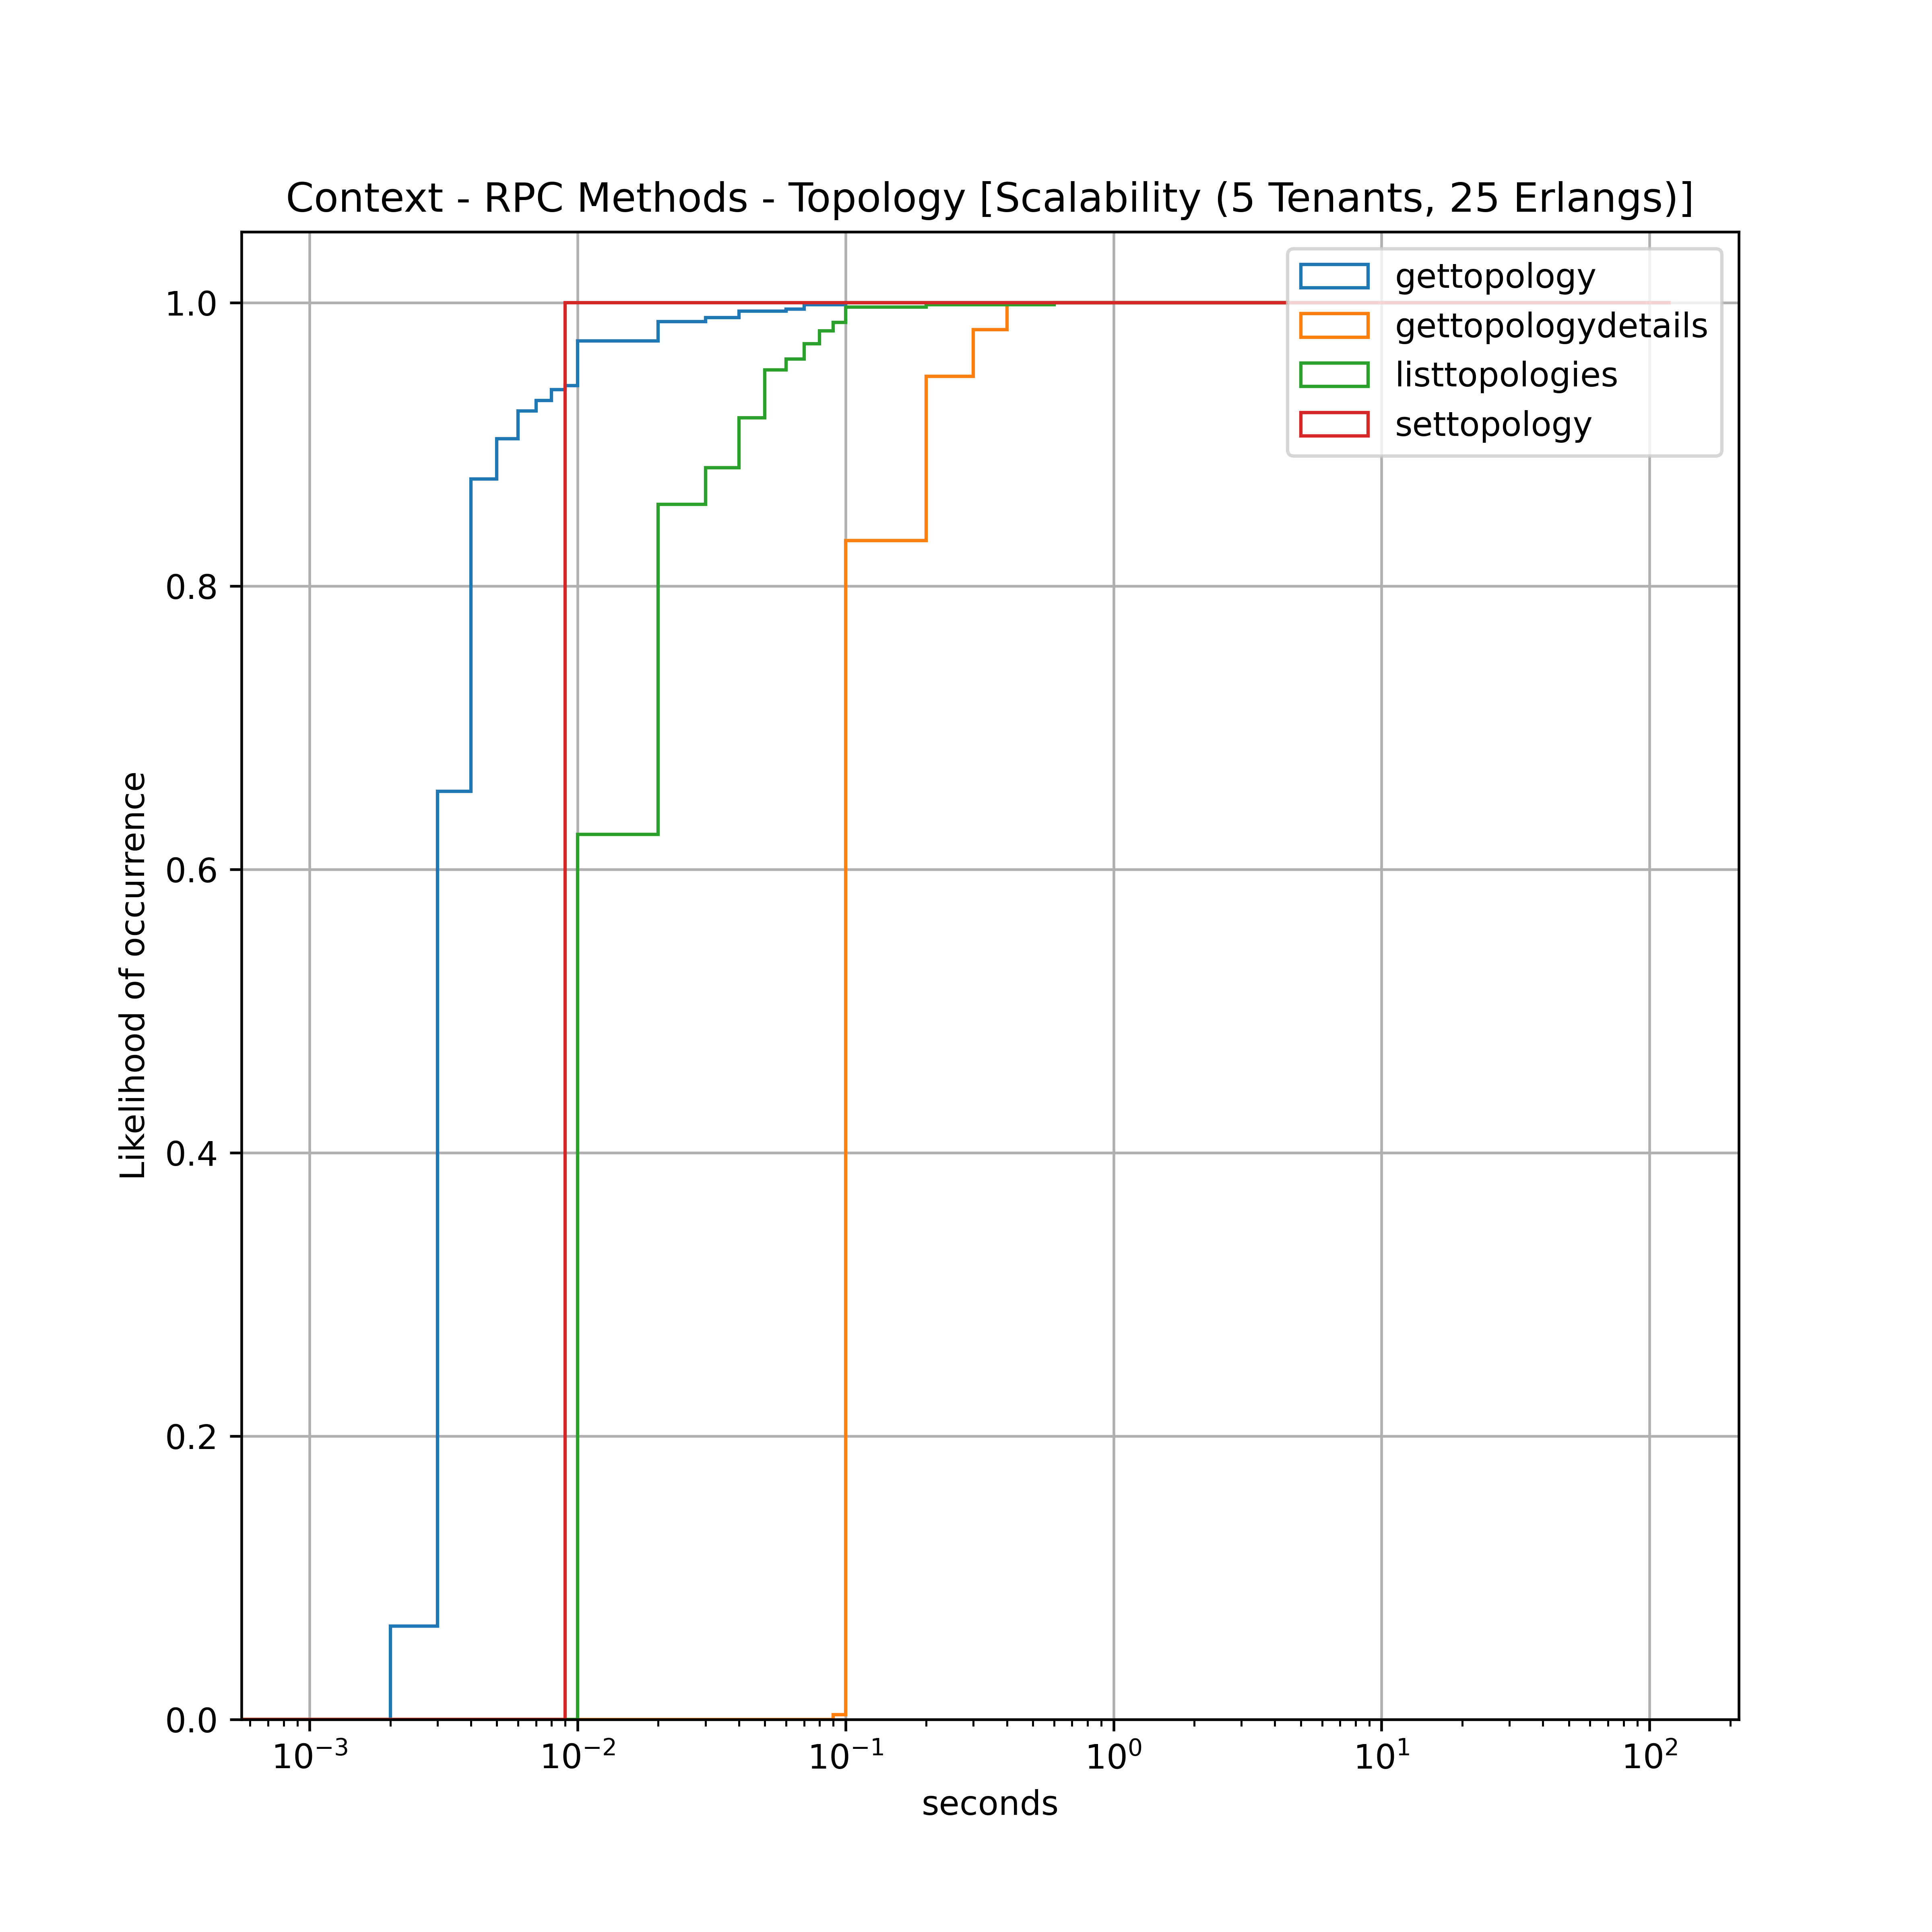 Context - RPC Methods - Topology [Scalability (5 Tenants, 25 Erlangs)]
gettopology
gettopologydetails
listtopologies
settopology
1.0
0.8
0.6
0.4
0.2
0.0
Likelihood of occurrence
10⁻³ 10⁻² 10⁻¹ 10⁰ 10¹ 10²
seconds